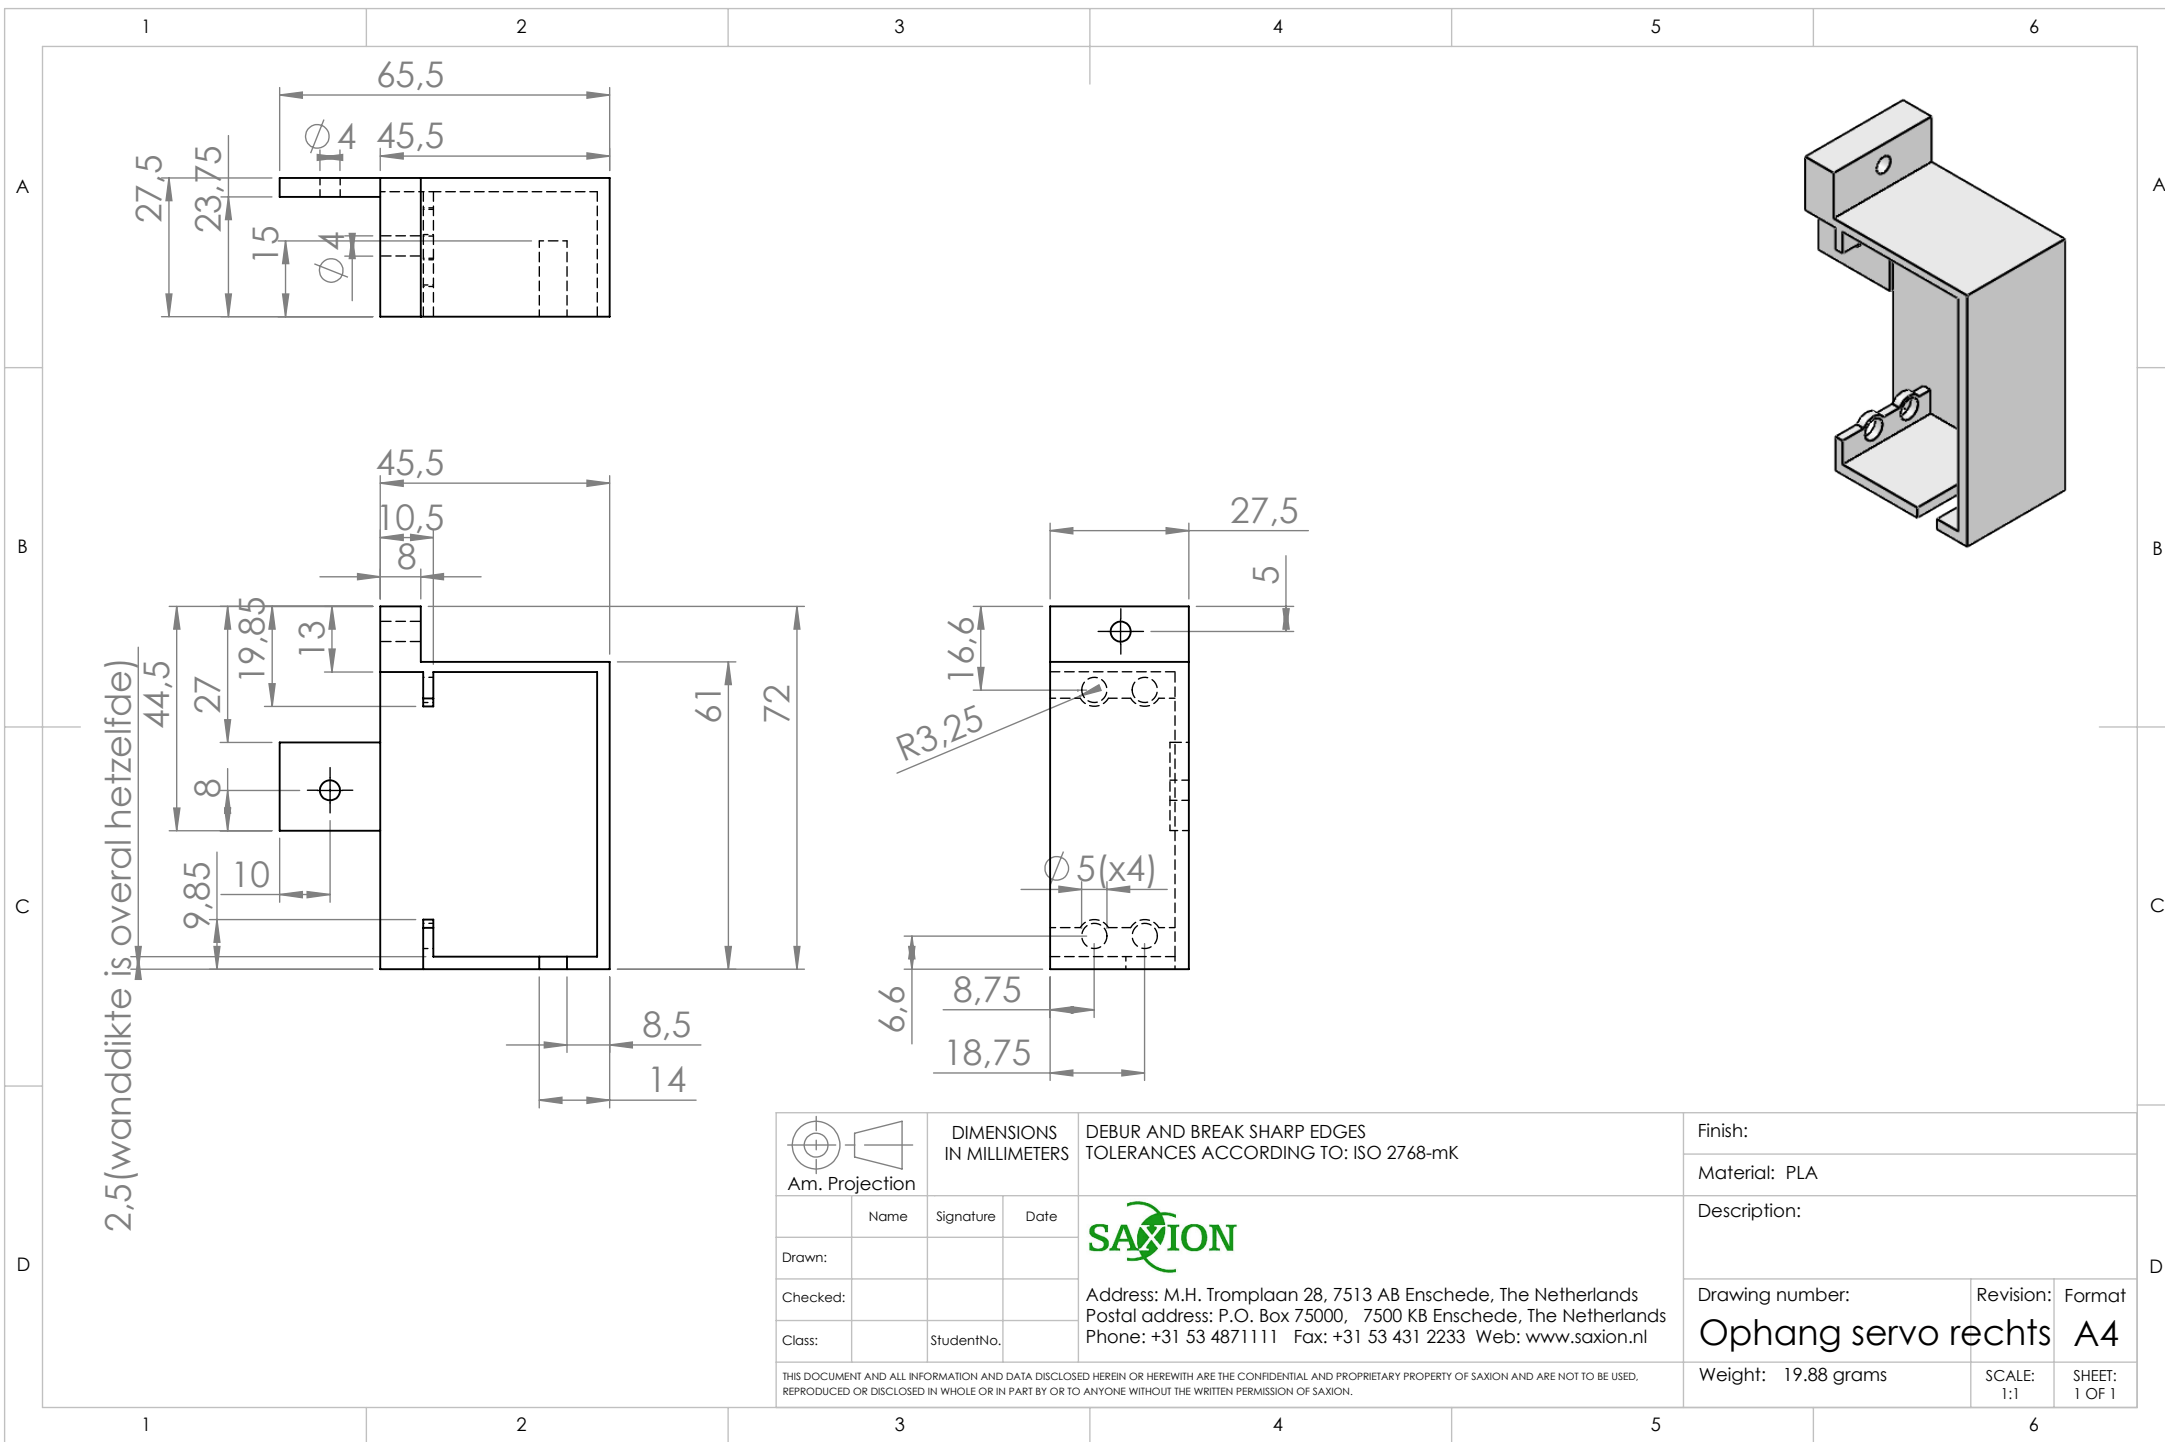 1 2 3 4 5 6
A A
B B
C C
D D
65,5
⌀ 4 45,5
27,5
23,75
15
⌀ 4
45,5
10,5
8
44,5
27
19,85
13
8
10
9,85
2,5(wanddikte is overal hetzelfde)
61
72
8,5
14
27,5
5
16,6
R3,25
⌀ 5(x4)
6,6
8,75
18,75
Am. Projection
DIMENSIONS
IN MILLIMETERS
DEBUR AND BREAK SHARP EDGES
TOLERANCES ACCORDING TO: ISO 2768-mK
Finish:
Material: PLA
Description:
Name Signature Date
Drawn:
Checked:
Class: StudentNo.
SAXION
Address: M.H. Tromplaan 28, 7513 AB Enschede, The Netherlands
Postal address: P.O. Box 75000, 7500 KB Enschede, The Netherlands
Phone: +31 53 4871111 Fax: +31 53 431 2233 Web: www.saxion.nl
Drawing number: Revision: Format
Ophang servo rechts A4
Weight: 19.88 grams
SCALE:
1:1
SHEET:
1 OF 1
THIS DOCUMENT AND ALL INFORMATION AND DATA DISCLOSED HEREIN OR HEREWITH ARE THE CONFIDENTIAL AND PROPRIETARY PROPERTY OF SAXION AND ARE NOT TO BE USED,
REPRODUCED OR DISCLOSED IN WHOLE OR IN PART BY OR TO ANYONE WITHOUT THE WRITTEN PERMISSION OF SAXION.
1 2 3 4 5 6